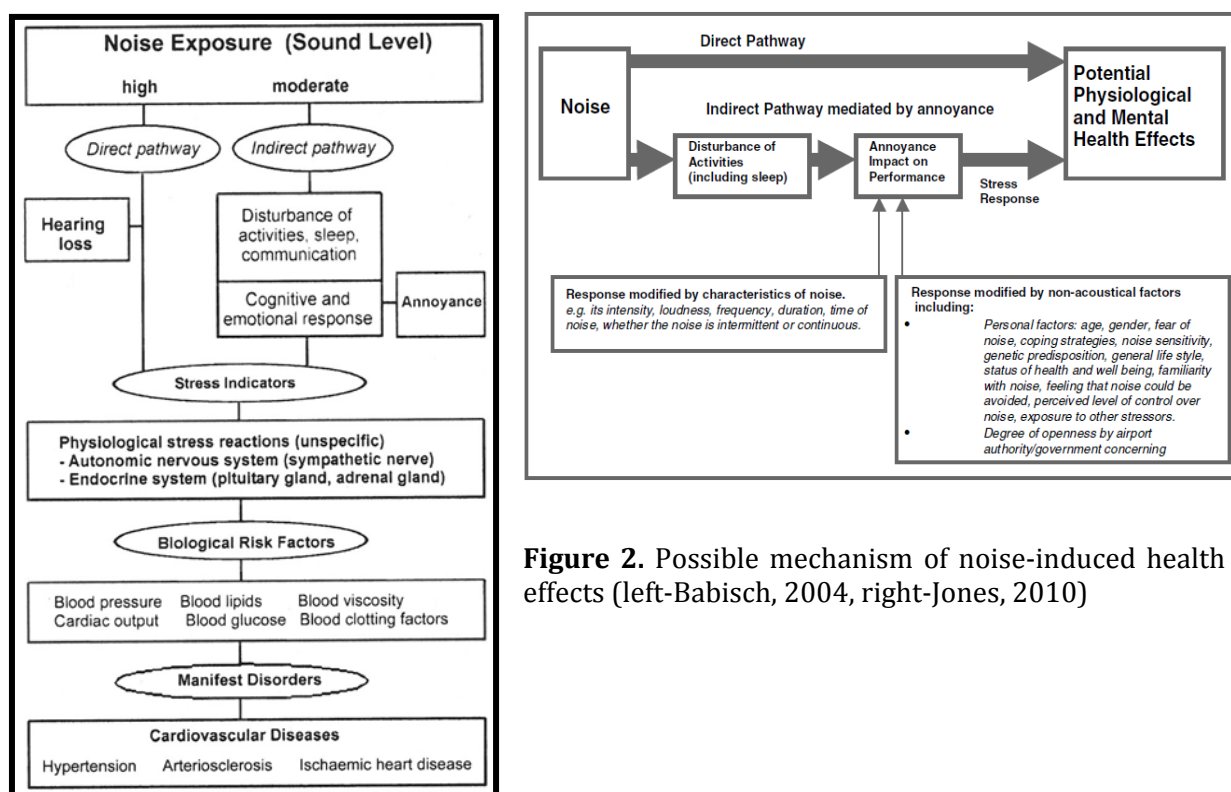 Noise Exposure (Sound Level)
high moderate
Direct pathway Indirect pathway
Hearing
loss
Disturbance of
activities, sleep,
communication
Cognitive and
emotional response
Annoyance
Stress Indicators
Physiological stress reactions (unspecific)
- Autonomic nervous system (sympathetic nerve)
- Endocrine system (pituitary gland, adrenal gland)
Biological Risk Factors
Blood pressure Blood lipids Blood viscosity
Cardiac output Blood glucose Blood clotting factors
Manifest Disorders
Cardiovascular Diseases
Hypertension Arteriosclerosis Ischaemic heart disease
Direct Pathway
Noise
Potential
Physiological
and Mental
Health Effects
Indirect Pathway mediated by annoyance
Disturbance of
Activities
(including sleep)
Annoyance
Impact on
Performance
Stress
Response
Response modified by characteristics of noise.
e.g. its intensity, loudness, frequency, duration, time of
noise, whether the noise is intermittent or continuous.
Response modified by non-acoustical factors
including:
• Personal factors: age, gender, fear of
noise, coping strategies, noise sensitivity,
genetic predisposition, general life style,
status of health and well being, familiarity
with noise, feeling that noise could be
avoided, perceived level of control over
noise, exposure to other stressors.
• Degree of openness by airport
authority/government concerning
Figure 2. Possible mechanism of noise-induced health
effects (left-Babisch, 2004, right-Jones, 2010)